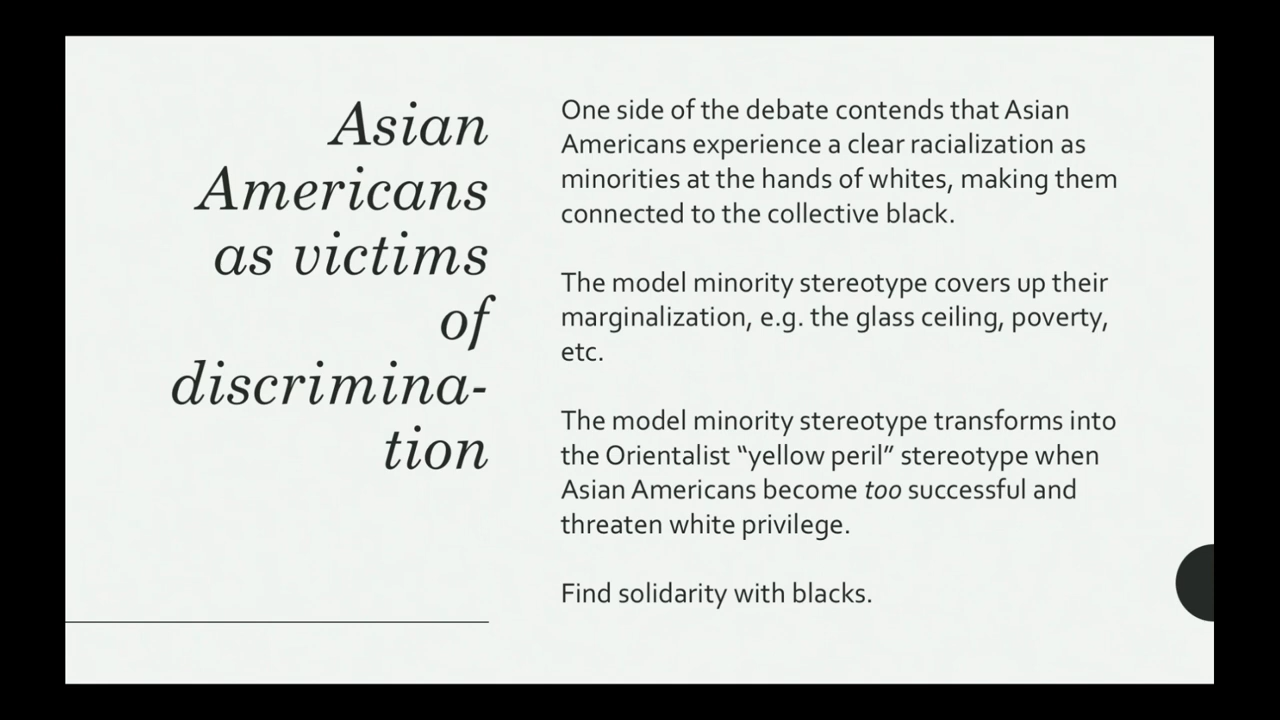 Asian
Americans
as victims
of
discrimina-
tion
One side of the debate contends that Asian
Americans experience a clear racialization as
minorities at the hands of whites, making them
connected to the collective black.
The model minority stereotype covers up their
marginalization, e.g. the glass ceiling, poverty,
etc.
The model minority stereotype transforms into
the Orientalist “yellow peril” stereotype when
Asian Americans become too successful and
threaten white privilege.
Find solidarity with blacks.